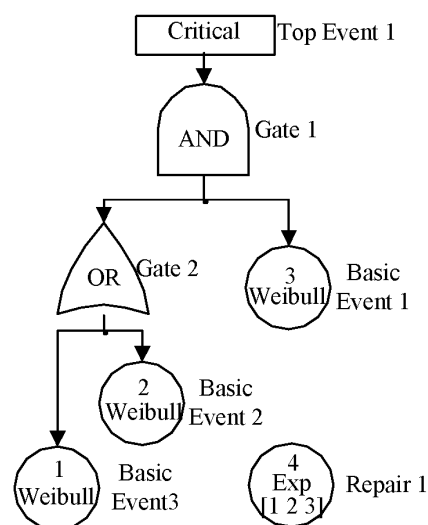 Critical
Top Event 1
AND
Gate 1
OR
Gate 2
3
Weibull
Basic
Event 1
2
Weibull
Basic
Event 2
1
Weibull
Basic
Event3
4
Exp
[1 2 3]
Repair 1